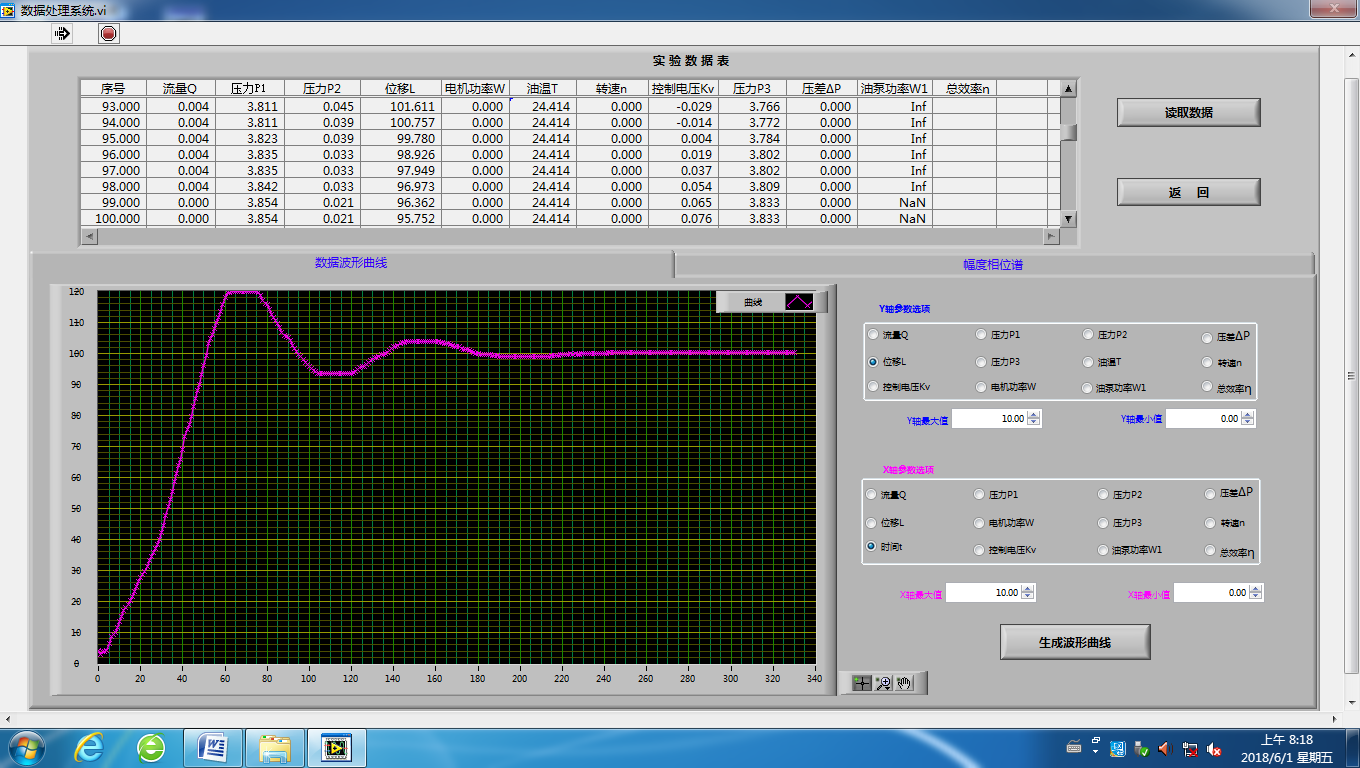 数据处理系统.vi
实 验 数 据 表
序号 流量Q 压力P1 压力P2 位移L 电机功率W 油温T 转速n 控制电压Kv 压力P3 压差ΔP 油泵功率W1 总效率η
93.000 0.004 3.811 0.045 101.611 0.000 24.414 0.000 -0.029 3.766 0.000 Inf
94.000 0.004 3.811 0.039 100.757 0.000 24.414 0.000 -0.014 3.772 0.000 Inf
95.000 0.004 3.823 0.039 99.780 0.000 24.414 0.000 0.004 3.784 0.000 Inf
96.000 0.004 3.835 0.033 98.926 0.000 24.414 0.000 0.019 3.802 0.000 Inf
97.000 0.004 3.835 0.033 97.949 0.000 24.414 0.000 0.037 3.802 0.000 Inf
98.000 0.004 3.842 0.033 96.973 0.000 24.414 0.000 0.054 3.809 0.000 Inf
99.000 0.000 3.854 0.021 96.362 0.000 24.414 0.000 0.065 3.833 0.000 NaN
100.000 0.000 3.854 0.021 95.752 0.000 24.414 0.000 0.076 3.833 0.000 NaN
读取数据
返 回
数据波形曲线 幅度相位谱
曲线
120
110
100
90
80
70
60
50
40
30
20
10
0
0 20 40 60 80 100 120 140 160 180 200 220 240 260 280 300 320 340
Y轴参数选项
流量Q 压力P1 压力P2 压差ΔP
位移L 压力P3 油温T 转速n
控制电压Kv 电机功率W 油泵功率W1 总效率η
Y轴最大值 10.00 Y轴最小值 0.00
X轴参数选项
流量Q 压力P1 压力P2 压差ΔP
位移L 电机功率W 压力P3 转速n
时间t 控制电压Kv 油泵功率W1 总效率η
X轴最大值 10.00 X轴最小值 0.00
生成波形曲线
上午 8:18
2018/6/1 星期五